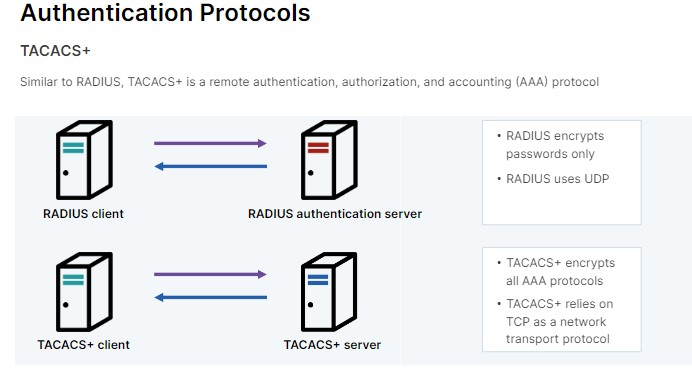 Authentication Protocols
TACACS+
Similar to RADIUS, TACACS+ is a remote authentication, authorization, and accounting (AAA) protocol
RADIUS client
RADIUS authentication server
• RADIUS encrypts
passwords only
• RADIUS uses UDP
TACACS+ client
TACACS+ server
• TACACS+ encrypts
all AAA protocols
• TACACS+ relies on
TCP as a network
transport protocol